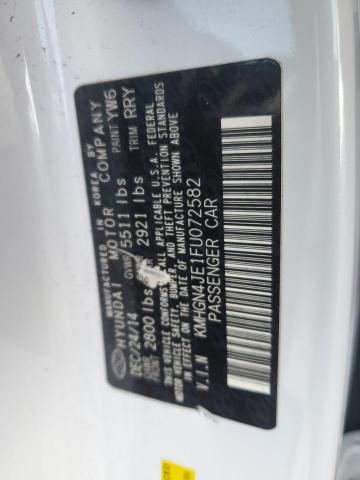 MANUFACTURED IN KOREA BY
HYUNDAI MOTOR COMPANY
DEC/24/14 GVWR 5511 lbs PAINT YW6
FRONT 2800 lbs 2921 lbs TRIM RRY
THIS VEHICLE CONFORMS TO ALL APPLICABLE U.S.A. FEDERAL
MOTOR VEHICLE SAFETY, BUMPER, AND THEFT PREVENTION STANDARDS
IN EFFECT ON THE DATE OF MANUFACTURE SHOWN ABOVE
V.I.N KMHGN4JE1FU072582
PASSENGER CAR